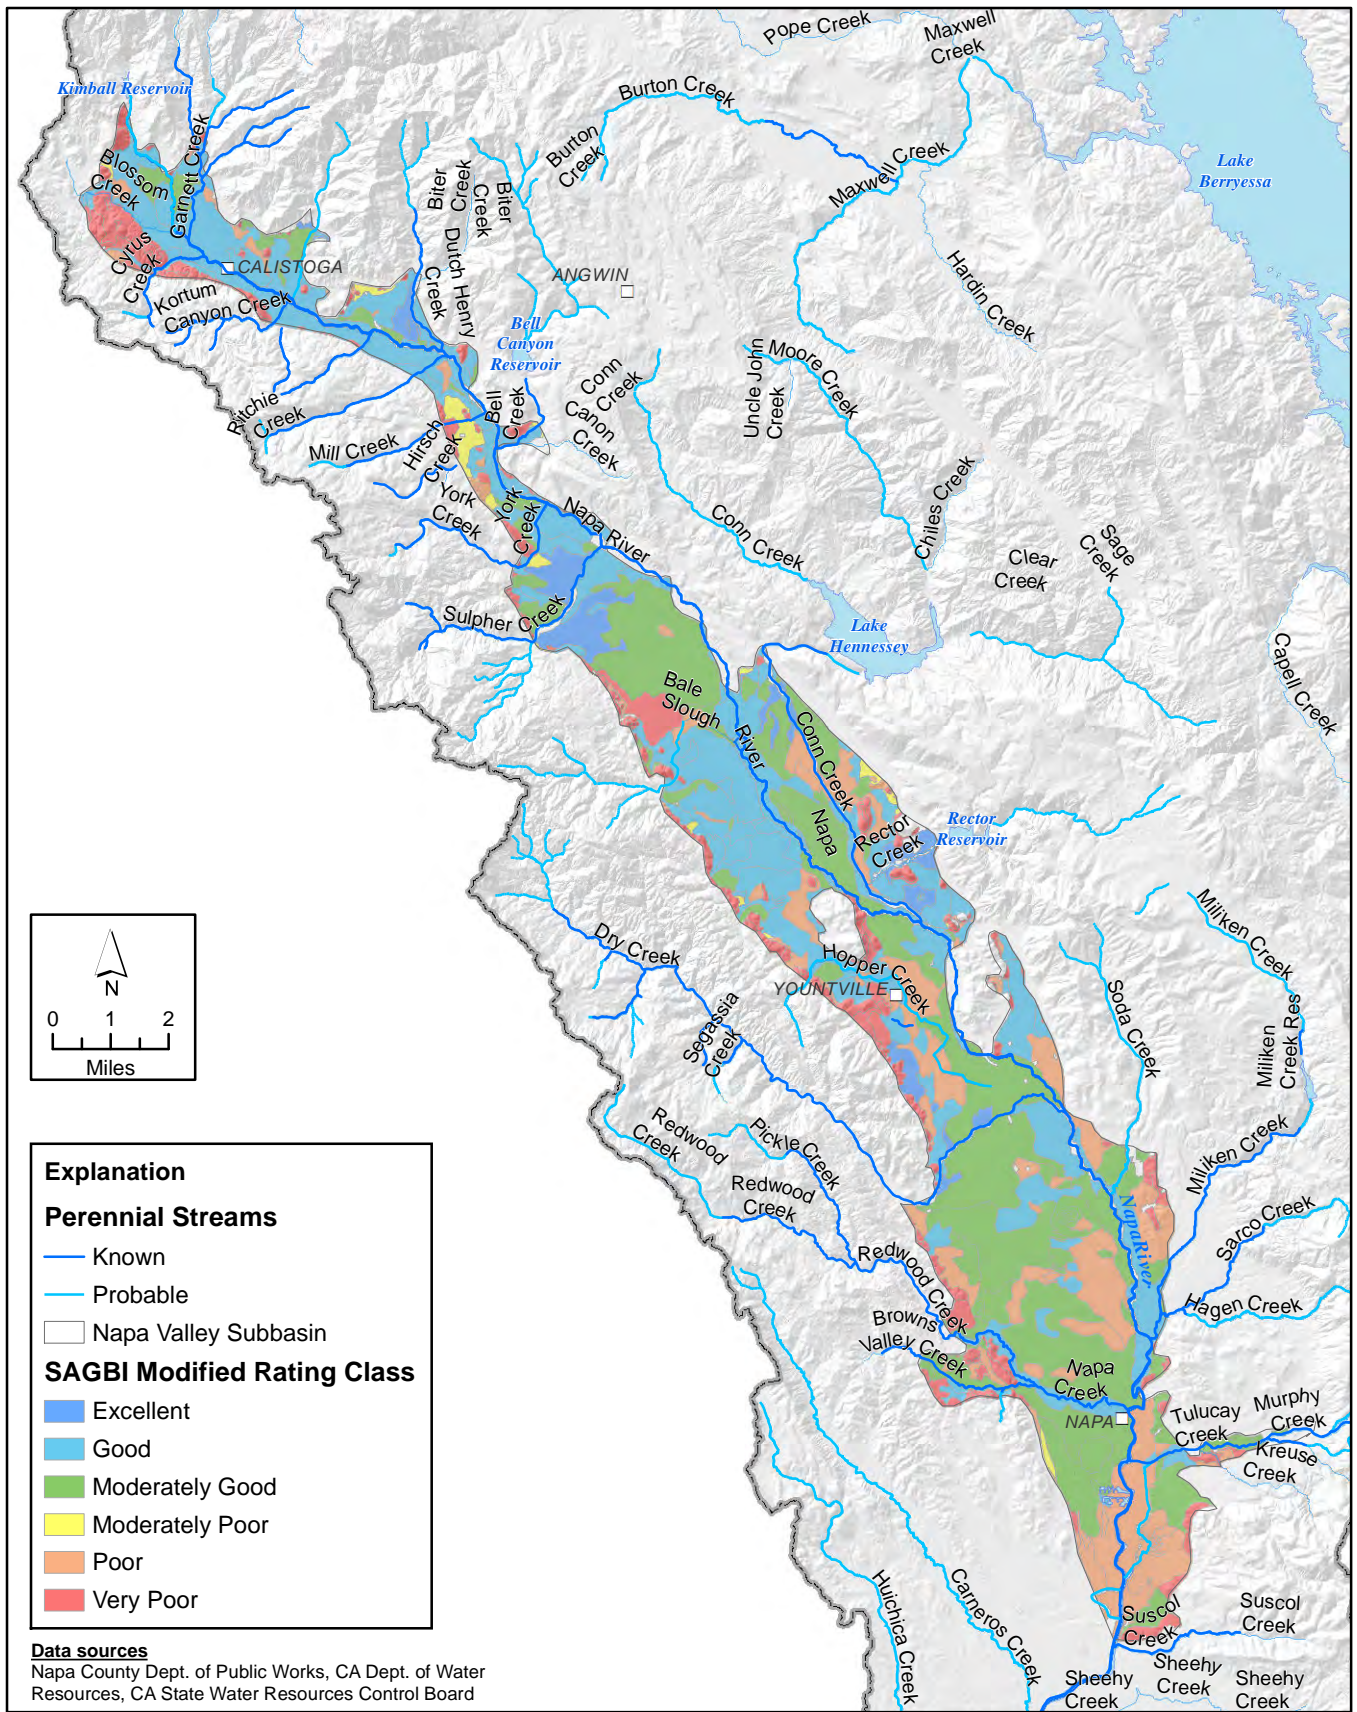 Pope Creek
Maxwell
Creek
Kimball Reservoir
Burton Creek
Garnett Creek
Burton
Creek
Maxwell Creek
Lake
Berryessa
Blossom
Creek
Biter
Creek
Biter
Creek
Cyrus
Creek
CALISTOGA
Dutch Henry
Creek
ANGWIN
Hardin Creek
Kortum
Canyon Creek
Bell
Canyon
Reservoir
Uncle John
Creek
Moore Creek
Conn
Creek
Canon
Creek
Ritchie
Creek
Bell
Creek
Mill Creek
Hirsch
Creek
York
Creek
York
Creek
Napa River
Conn Creek
Chiles Creek
Sage
Creek
Clear
Creek
Sulpher Creek
Lake
Hennessey
Capell Creek
Bale
Slough
River
Conn Creek
Napa
Rector
Creek
Rector
Reservoir
Dry Creek
Hopper Creek
YOUNTVILLE
Segassia
Creek
Soda Creek
Miliken Creek
Miliken
Creek Res
N
0 1 2
Miles
Redwood
Creek
Pickle Creek
Redwood
Creek
Miliken Creek
Napa River
Sarco Creek
Hagen Creek
Redwood Creek
Browns
Valley Creek
Napa
Creek
NAPA
Tulucay
Creek
Murphy
Creek
Kreuse
Creek
Explanation
Perennial Streams
Known
Probable
Napa Valley Subbasin
SAGBI Modified Rating Class
Excellent
Good
Moderately Good
Moderately Poor
Poor
Very Poor
Huichica Creek
Carneros Creek
Suscol
Creek
Suscol
Creek
Sheehy
Creek
Sheehy
Creek
Sheehy
Creek
Data sources
Napa County Dept. of Public Works, CA Dept. of Water
Resources, CA State Water Resources Control Board